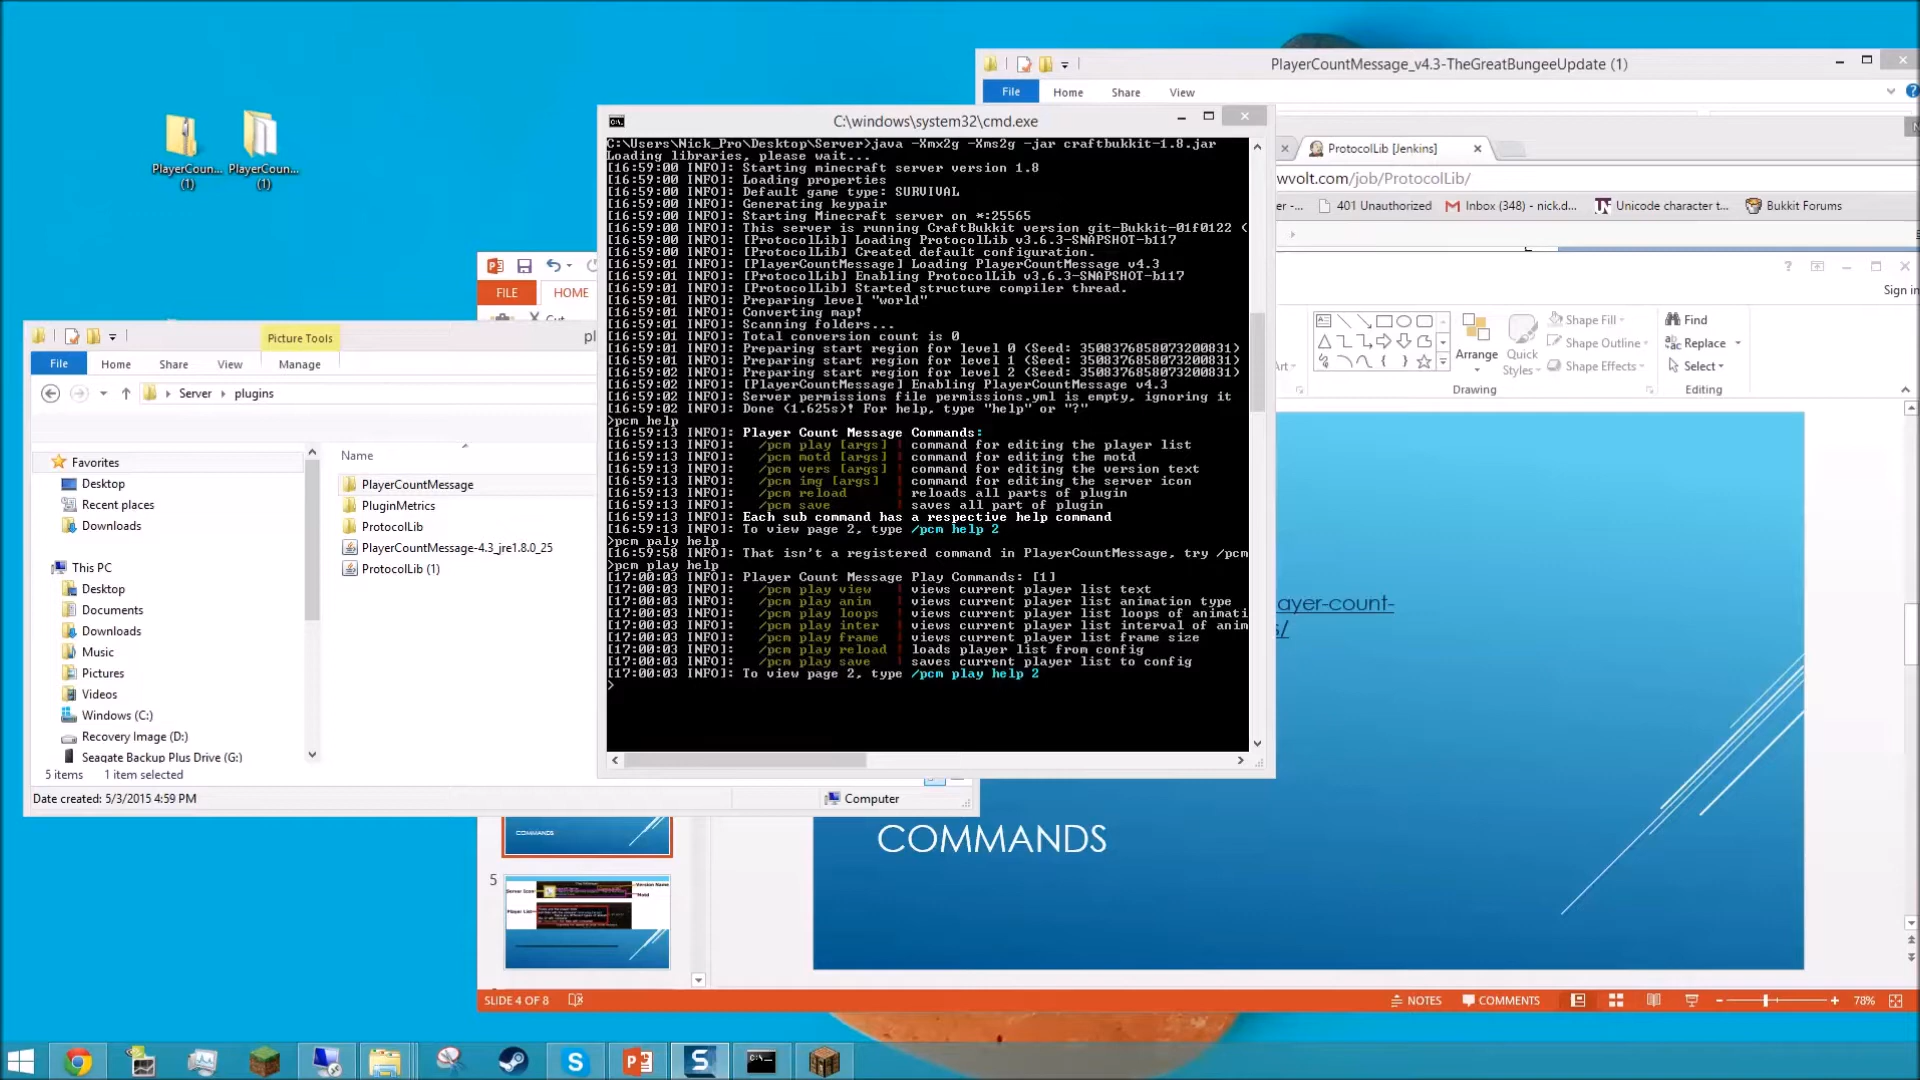 PlayerCoun...
(1)
PlayerCoun...
(1)
PlayerCountMessage_v4.3-TheGreatBungeeUpdate (1)
File
Home
Share
View
ProtocolLib [Jenkins]
wvolt.com/job/ProtocolLib/
er -...
401 Unauthorized
Inbox (348) - nick.d...
Unicode character t...
Bukkit Forums
FILE
HOME
Cut
Sign in
Shape Fill
Shape Outline
Shape Effects
Arrange
Quick
Styles
Find
Replace
Select
Drawing
Editing
C:\windows\system32\cmd.exe
C:\Users\Nick_Pro\Desktop\Server>java -Xmx2g -Xms2g -jar craftbukkit-1.8.jar
Loading libraries, please wait...
[16:59:00 INFO]: Starting minecraft server version 1.8
[16:59:00 INFO]: Loading properties
[16:59:00 INFO]: Default game type: SURVIVAL
[16:59:00 INFO]: Generating keypair
[16:59:00 INFO]: Starting Minecraft server on *:25565
[16:59:00 INFO]: This server is running CraftBukkit version git-Bukkit-01f0122 (
[16:59:00 INFO]: [ProtocolLib] Loading ProtocolLib v3.6.3-SNAPSHOT-b117
[16:59:00 INFO]: [ProtocolLib] Created default configuration.
[16:59:01 INFO]: [PlayerCountMessage] Loading PlayerCountMessage v4.3
[16:59:01 INFO]: [ProtocolLib] Enabling ProtocolLib v3.6.3-SNAPSHOT-b117
[16:59:01 INFO]: [ProtocolLib] Started structure compiler thread.
[16:59:01 INFO]: Preparing level "world"
[16:59:01 INFO]: Converting map!
[16:59:01 INFO]: Scanning folders...
[16:59:01 INFO]: Total conversion count is 0
[16:59:01 INFO]: Preparing start region for level 0 (Seed: 3508376858073200831)
[16:59:01 INFO]: Preparing start region for level 1 (Seed: 3508376858073200831)
[16:59:02 INFO]: Preparing start region for level 2 (Seed: 3508376858073200831)
[16:59:02 INFO]: [PlayerCountMessage] Enabling PlayerCountMessage v4.3
[16:59:02 INFO]: Server permissions file permissions.yml is empty, ignoring it
[16:59:02 INFO]: Done (1.625s)! For help, type "help" or "?"
>pcm help
[16:59:13 INFO]: Player Count Message Commands:
[16:59:13 INFO]: /pcm play [args] | command for editing the player list
[16:59:13 INFO]: /pcm motd [args] | command for editing the motd
[16:59:13 INFO]: /pcm vers [args] | command for editing the version text
[16:59:13 INFO]: /pcm img [args] | command for editing the server icon
[16:59:13 INFO]: /pcm reload | reloads all parts of plugin
[16:59:13 INFO]: /pcm save | saves all part of plugin
[16:59:13 INFO]: Each sub command has a respective help command
[16:59:13 INFO]: To view page 2, type /pcm help 2
>pcm paly help
[16:59:58 INFO]: That isn't a registered command in PlayerCountMessage, try /pcm
>pcm play help
[17:00:03 INFO]: Player Count Message Play Commands: [1]
[17:00:03 INFO]: /pcm play view | views current player list text
[17:00:03 INFO]: /pcm play anim | views current player list animation type
[17:00:03 INFO]: /pcm play loops | views current player list loops of animati
[17:00:03 INFO]: /pcm play inter | views current player list interval of anim
[17:00:03 INFO]: /pcm play frame | views current player list frame size
[17:00:03 INFO]: /pcm play reload | loads player list from config
[17:00:03 INFO]: /pcm play save | saves current player list to config
[17:00:03 INFO]: To view page 2, type /pcm play help 2
>
Picture Tools
pl
File
Home
Share
View
Manage
Server
plugins
Name
Favorites
Desktop
Recent places
Downloads
This PC
Desktop
Documents
Downloads
Music
Pictures
Videos
Windows (C:)
Recovery Image (D:)
Seagate Backup Plus Drive (G:)
PlayerCountMessage
PluginMetrics
ProtocolLib
PlayerCountMessage-4.3_jre1.8.0_25
ProtocolLib (1)
5 items
1 item selected
Date created: 5/3/2015 4:59 PM
Computer
ayer-count-
s/
COMMANDS
COMMANDS
5
Server Icon
Version Name
Motd
Player List
SLIDE 4 OF 8
NOTES
COMMENTS
78%